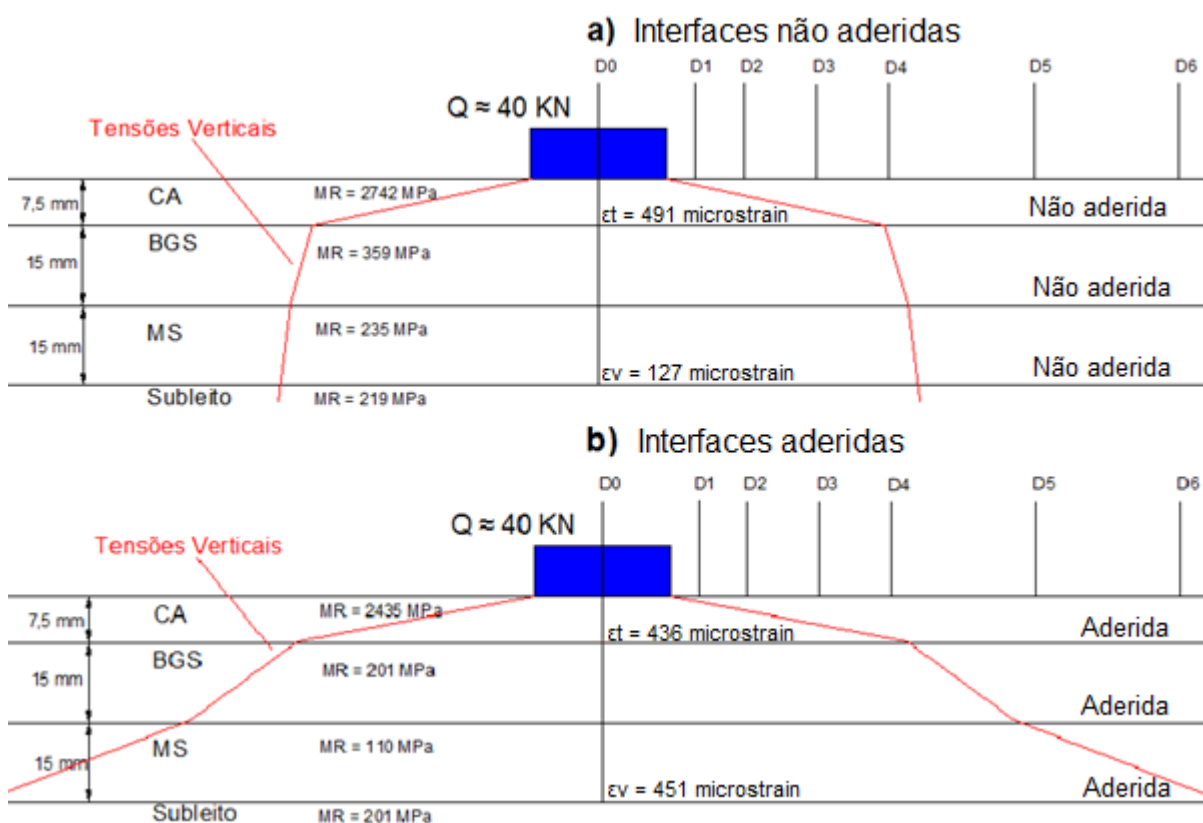 a) Interfaces não aderidas
D0 D1 D2 D3 D4 D5 D6
Q ≈ 40 KN
Tensões Verticais
7,5 mm CA MR = 2742 MPa εt = 491 microstrain Não aderida
15 mm BGS MR = 359 MPa Não aderida
15 mm MS MR = 235 MPa εv = 127 microstrain Não aderida
Subleito MR = 219 MPa
b) Interfaces aderidas
D0 D1 D2 D3 D4 D5 D6
Q ≈ 40 KN
Tensões Verticais
7,5 mm CA MR = 2435 MPa εt = 436 microstrain Aderida
15 mm BGS MR = 201 MPa Aderida
15 mm MS MR = 110 MPa εv = 451 microstrain Aderida
Subleito MR = 201 MPa